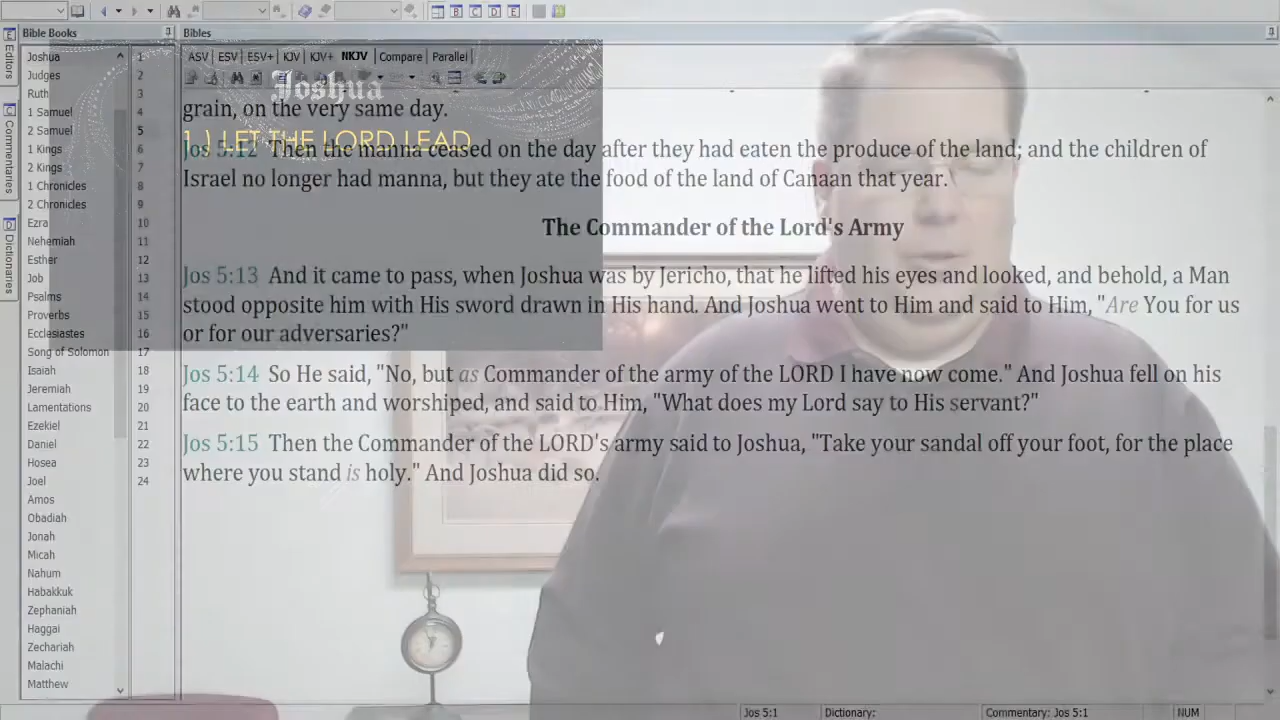 Bible Books
Bibles
Editors
Commentaries
Dictionaries
ASV ESV ESV+ KJV KJV+ NKJV Compare Parallel
B C D E
Joshua
Judges
Ruth
1 Samuel
2 Samuel
1 Kings
2 Kings
1 Chronicles
2 Chronicles
Ezra
Nehemiah
Esther
Job
Psalms
Proverbs
Ecclesiastes
Song of Solomon
Isaiah
Jeremiah
Lamentations
Ezekiel
Daniel
Hosea
Joel
Amos
Obadiah
Jonah
Micah
Nahum
Habakkuk
Zephaniah
Haggai
Zechariah
Malachi
Matthew
1
2
3
4
5
6
7
8
9
10
11
12
13
14
15
16
17
18
19
20
21
22
23
24
Joshua
1.) LET THE LORD LEAD
grain, on the very same day.
Jos 5:12 Then the manna ceased on the day after they had eaten the produce of the land; and the children of
Israel no longer had manna, but they ate the food of the land of Canaan that year.
The Commander of the Lord's Army
Jos 5:13 And it came to pass, when Joshua was by Jericho, that he lifted his eyes and looked, and behold, a Man
stood opposite him with His sword drawn in His hand. And Joshua went to Him and said to Him, "Are You for us
or for our adversaries?"
Jos 5:14 So He said, "No, but as Commander of the army of the LORD I have now come." And Joshua fell on his
face to the earth and worshiped, and said to Him, "What does my Lord say to His servant?"
Jos 5:15 Then the Commander of the LORD's army said to Joshua, "Take your sandal off your foot, for the place
where you stand is holy." And Joshua did so.
Jos 5:1
Dictionary:
Commentary: Jos 5:1
NUM